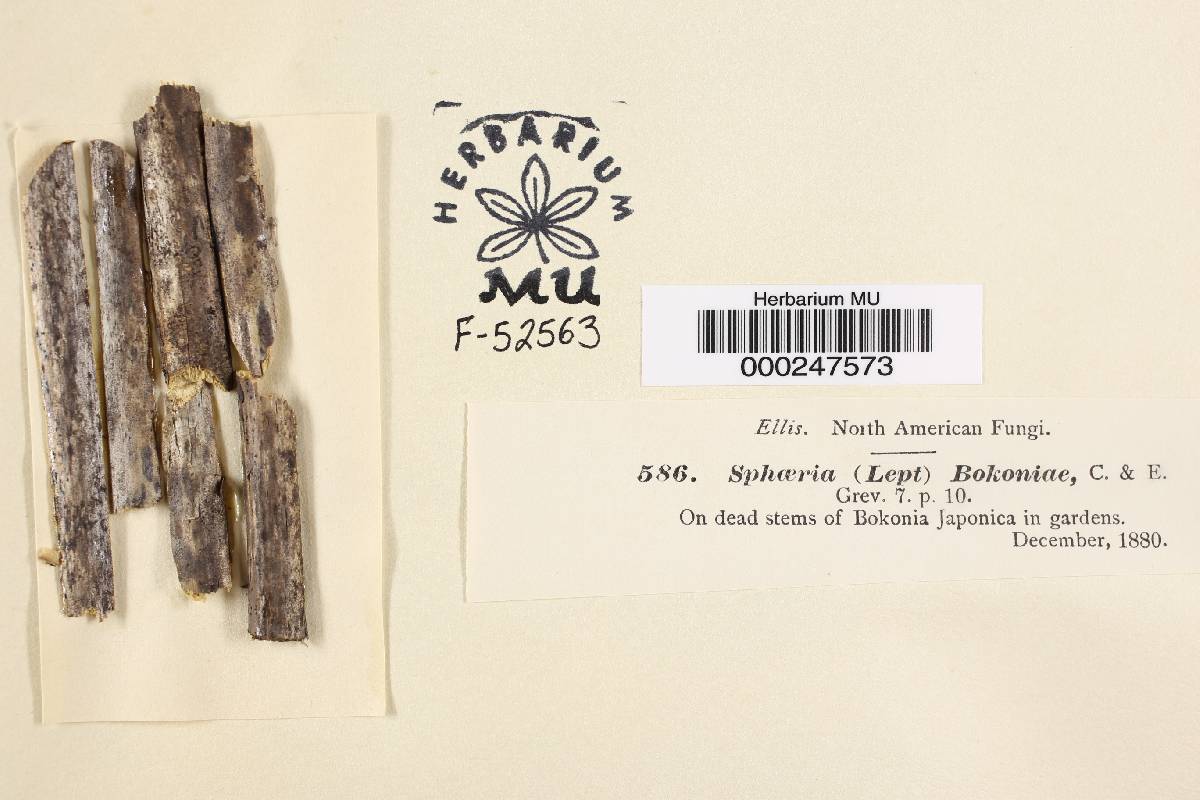 HERBARIUM
MU
F-52563
Herbarium MU
000247573
Ellis. North American Fungi.
586. Sphæria (Lept) Bokoniae, C. & E.
Grev. 7. p. 10.
On dead stems of Bokonia Japonica in gardens.
December, 1880.